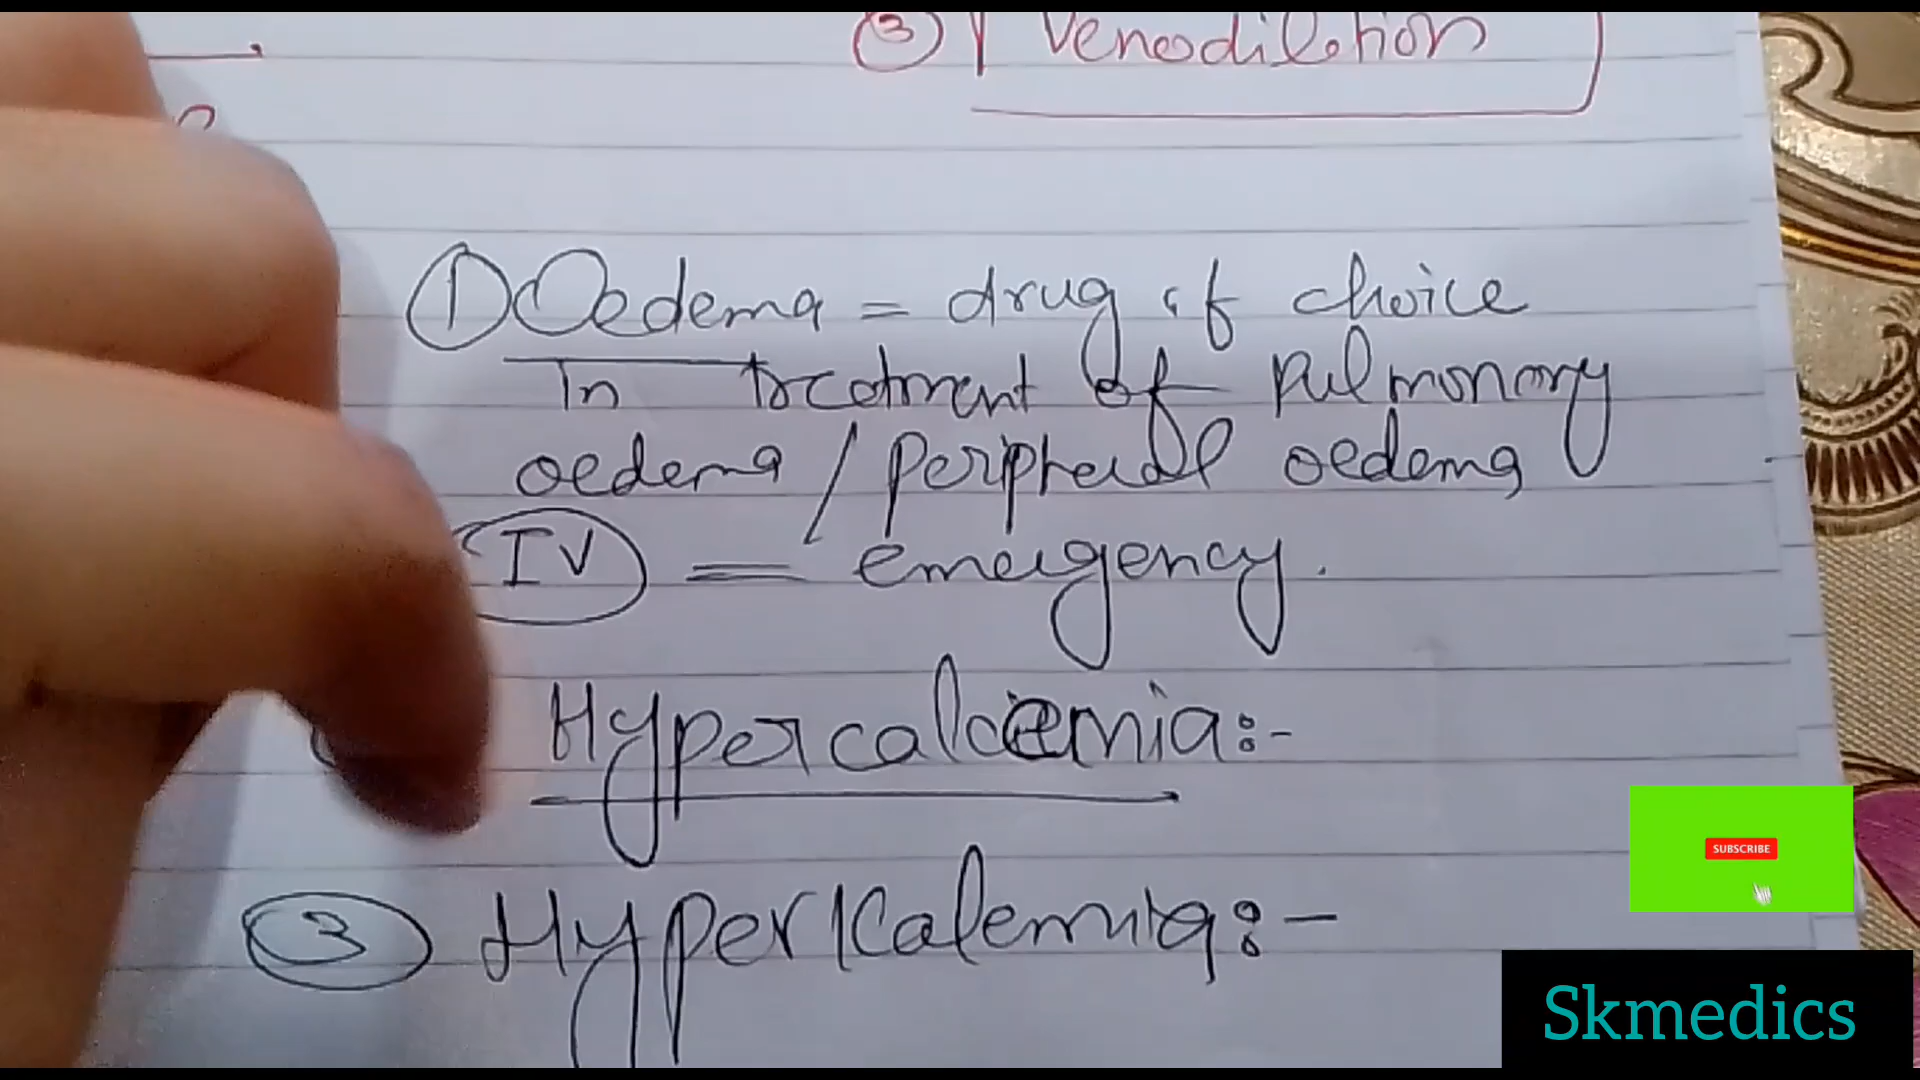 ③ Venodilation
① Oedema = drug of choice
In treatment of pulmonary
oedema / peripheral oedema
IV = emergency.
Hypercalcemia:-
③ Hyperkalemia:-
SUBSCRIBE
Skmedics